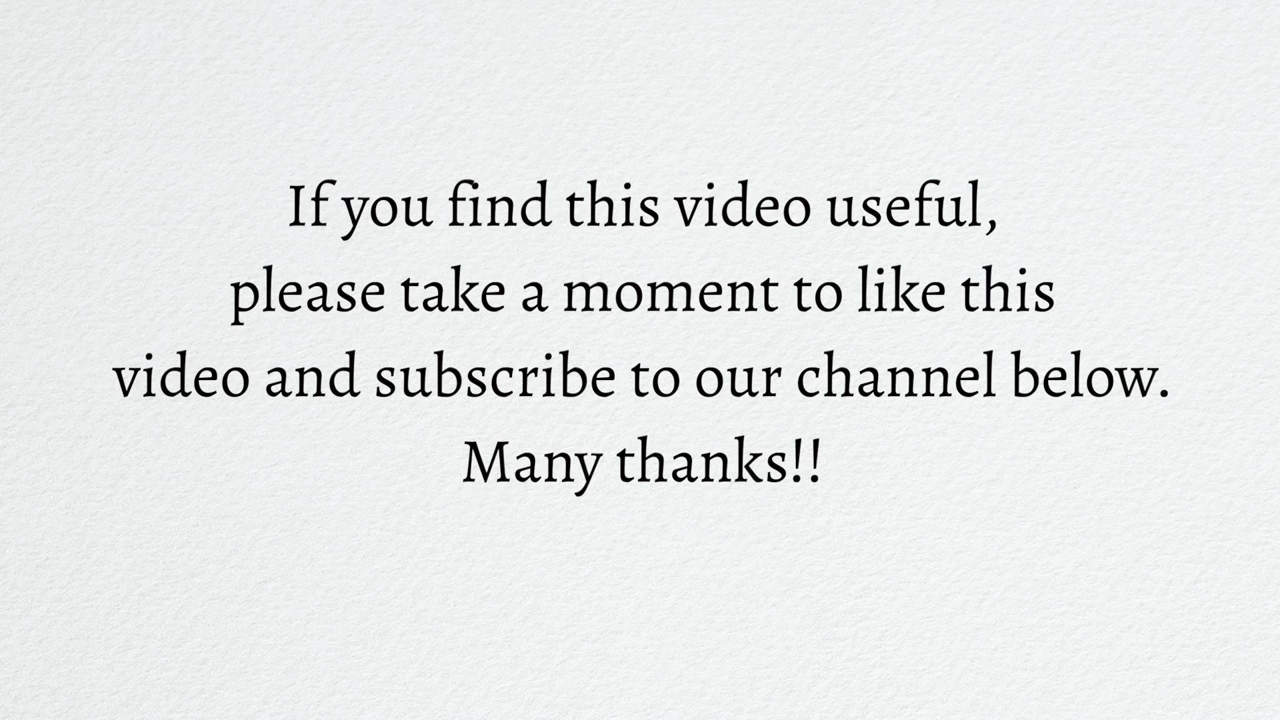 If you find this video useful,
please take a moment to like this
video and subscribe to our channel below.
Many thanks!!